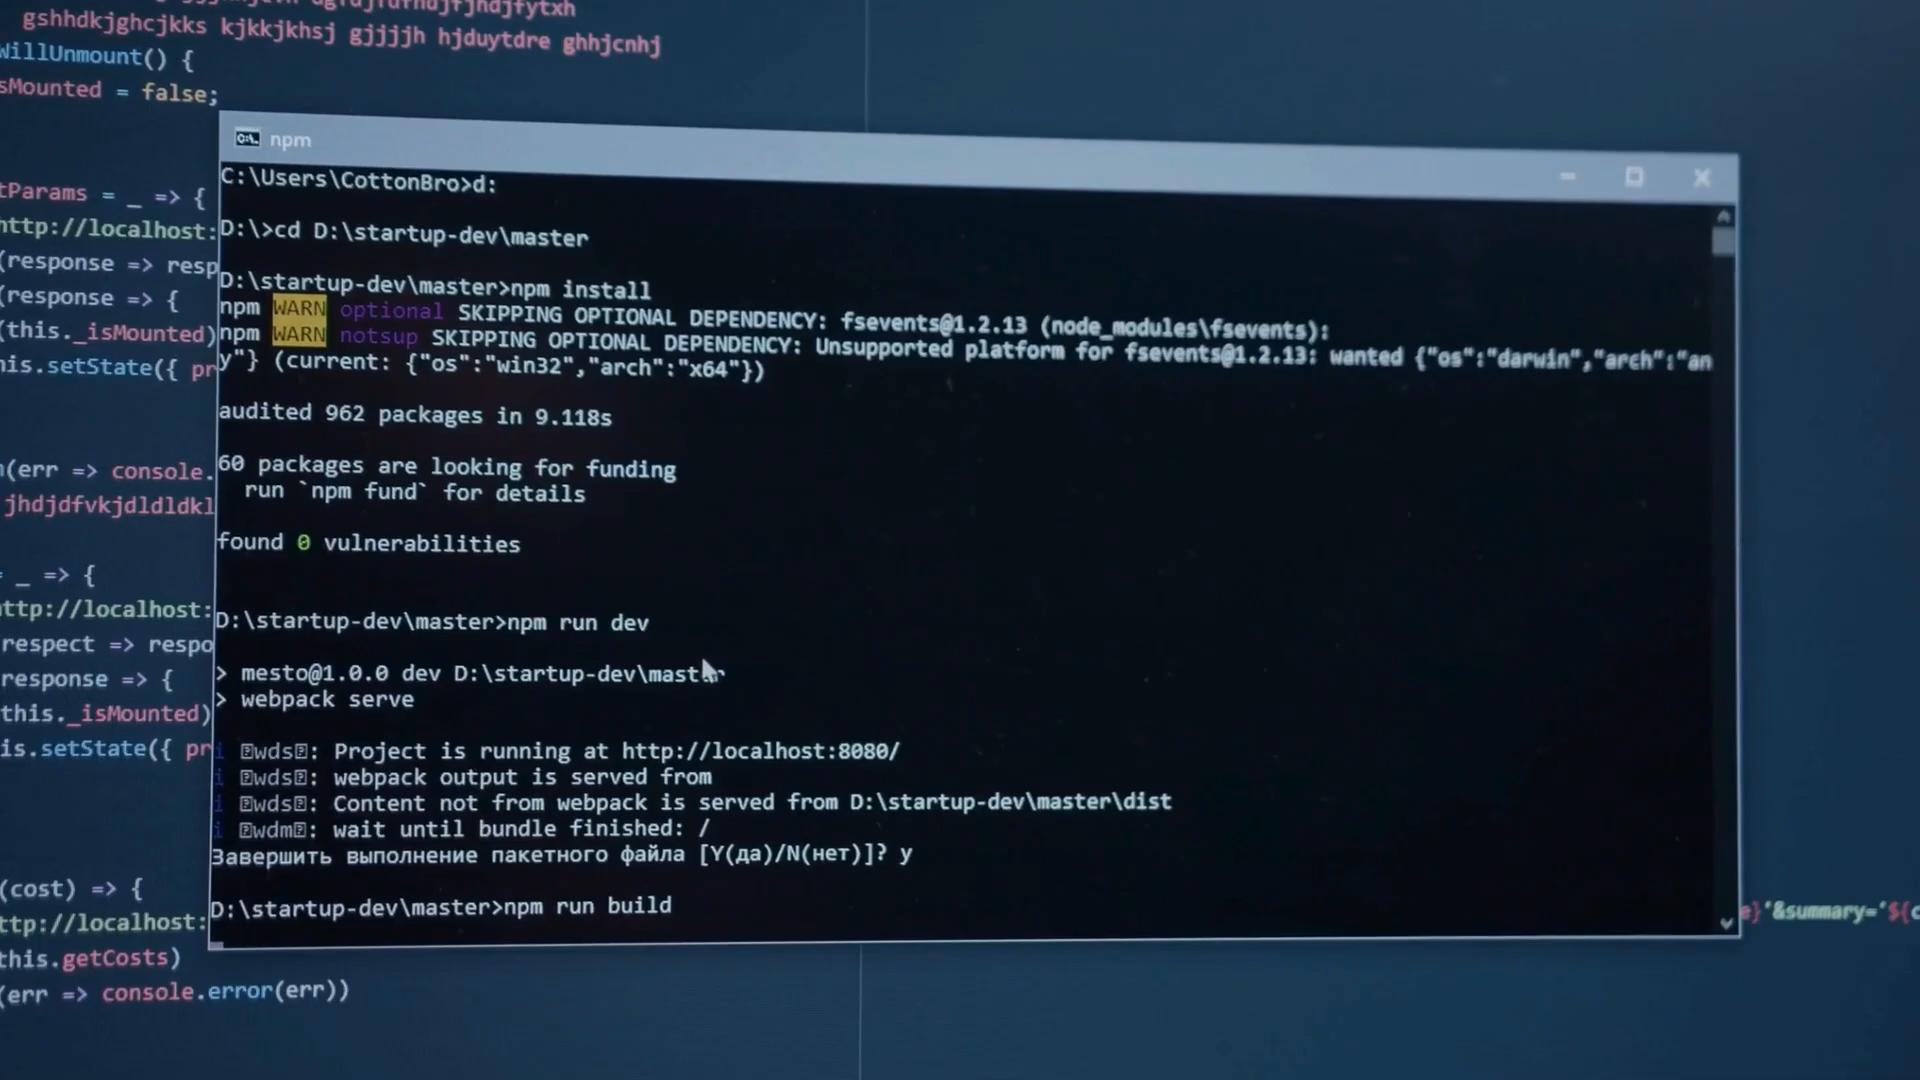 gshhdkjghcjkks kjkkjkhsj gjjjjh hjduytdre ghhjcnhj
WillUnmount() {
sMounted = false;
npm
C:\Users\CottonBro>d:
tParams = _ => {
http://localhost:
D:\>cd D:\startup-dev\master
(response => resp
D:\startup-dev\master>npm install
(response => {
npm WARN optional SKIPPING OPTIONAL DEPENDENCY: fsevents@1.2.13 (node_modules\fsevents):
(this._isMounted)
npm WARN notsup SKIPPING OPTIONAL DEPENDENCY: Unsupported platform for fsevents@1.2.13: wanted {"os":"darwin","arch":"an
his.setState({ pr
y"} (current: {"os":"win32","arch":"x64"})
audited 962 packages in 9.118s
(err => console.
60 packages are looking for funding
jhdjdfvkjdldldkl
run `npm fund` for details
found 0 vulnerabilities
= _ => {
http://localhost:
D:\startup-dev\master>npm run dev
respect => respo
response => {
> mesto@1.0.0 dev D:\startup-dev\master
this._isMounted)
> webpack serve
is.setState({ pr
i ⍰wds⍰: Project is running at http://localhost:8080/
i ⍰wds⍰: webpack output is served from
i ⍰wds⍰: Content not from webpack is served from D:\startup-dev\master\dist
i ⍰wdm⍰: wait until bundle finished: /
Завершить выполнение пакетного файла [Y(да)/N(нет)]? y
(cost) => {
D:\startup-dev\master>npm run build
ttp://localhost:
e}'&summary='${c
this.getCosts)
(err => console.error(err))